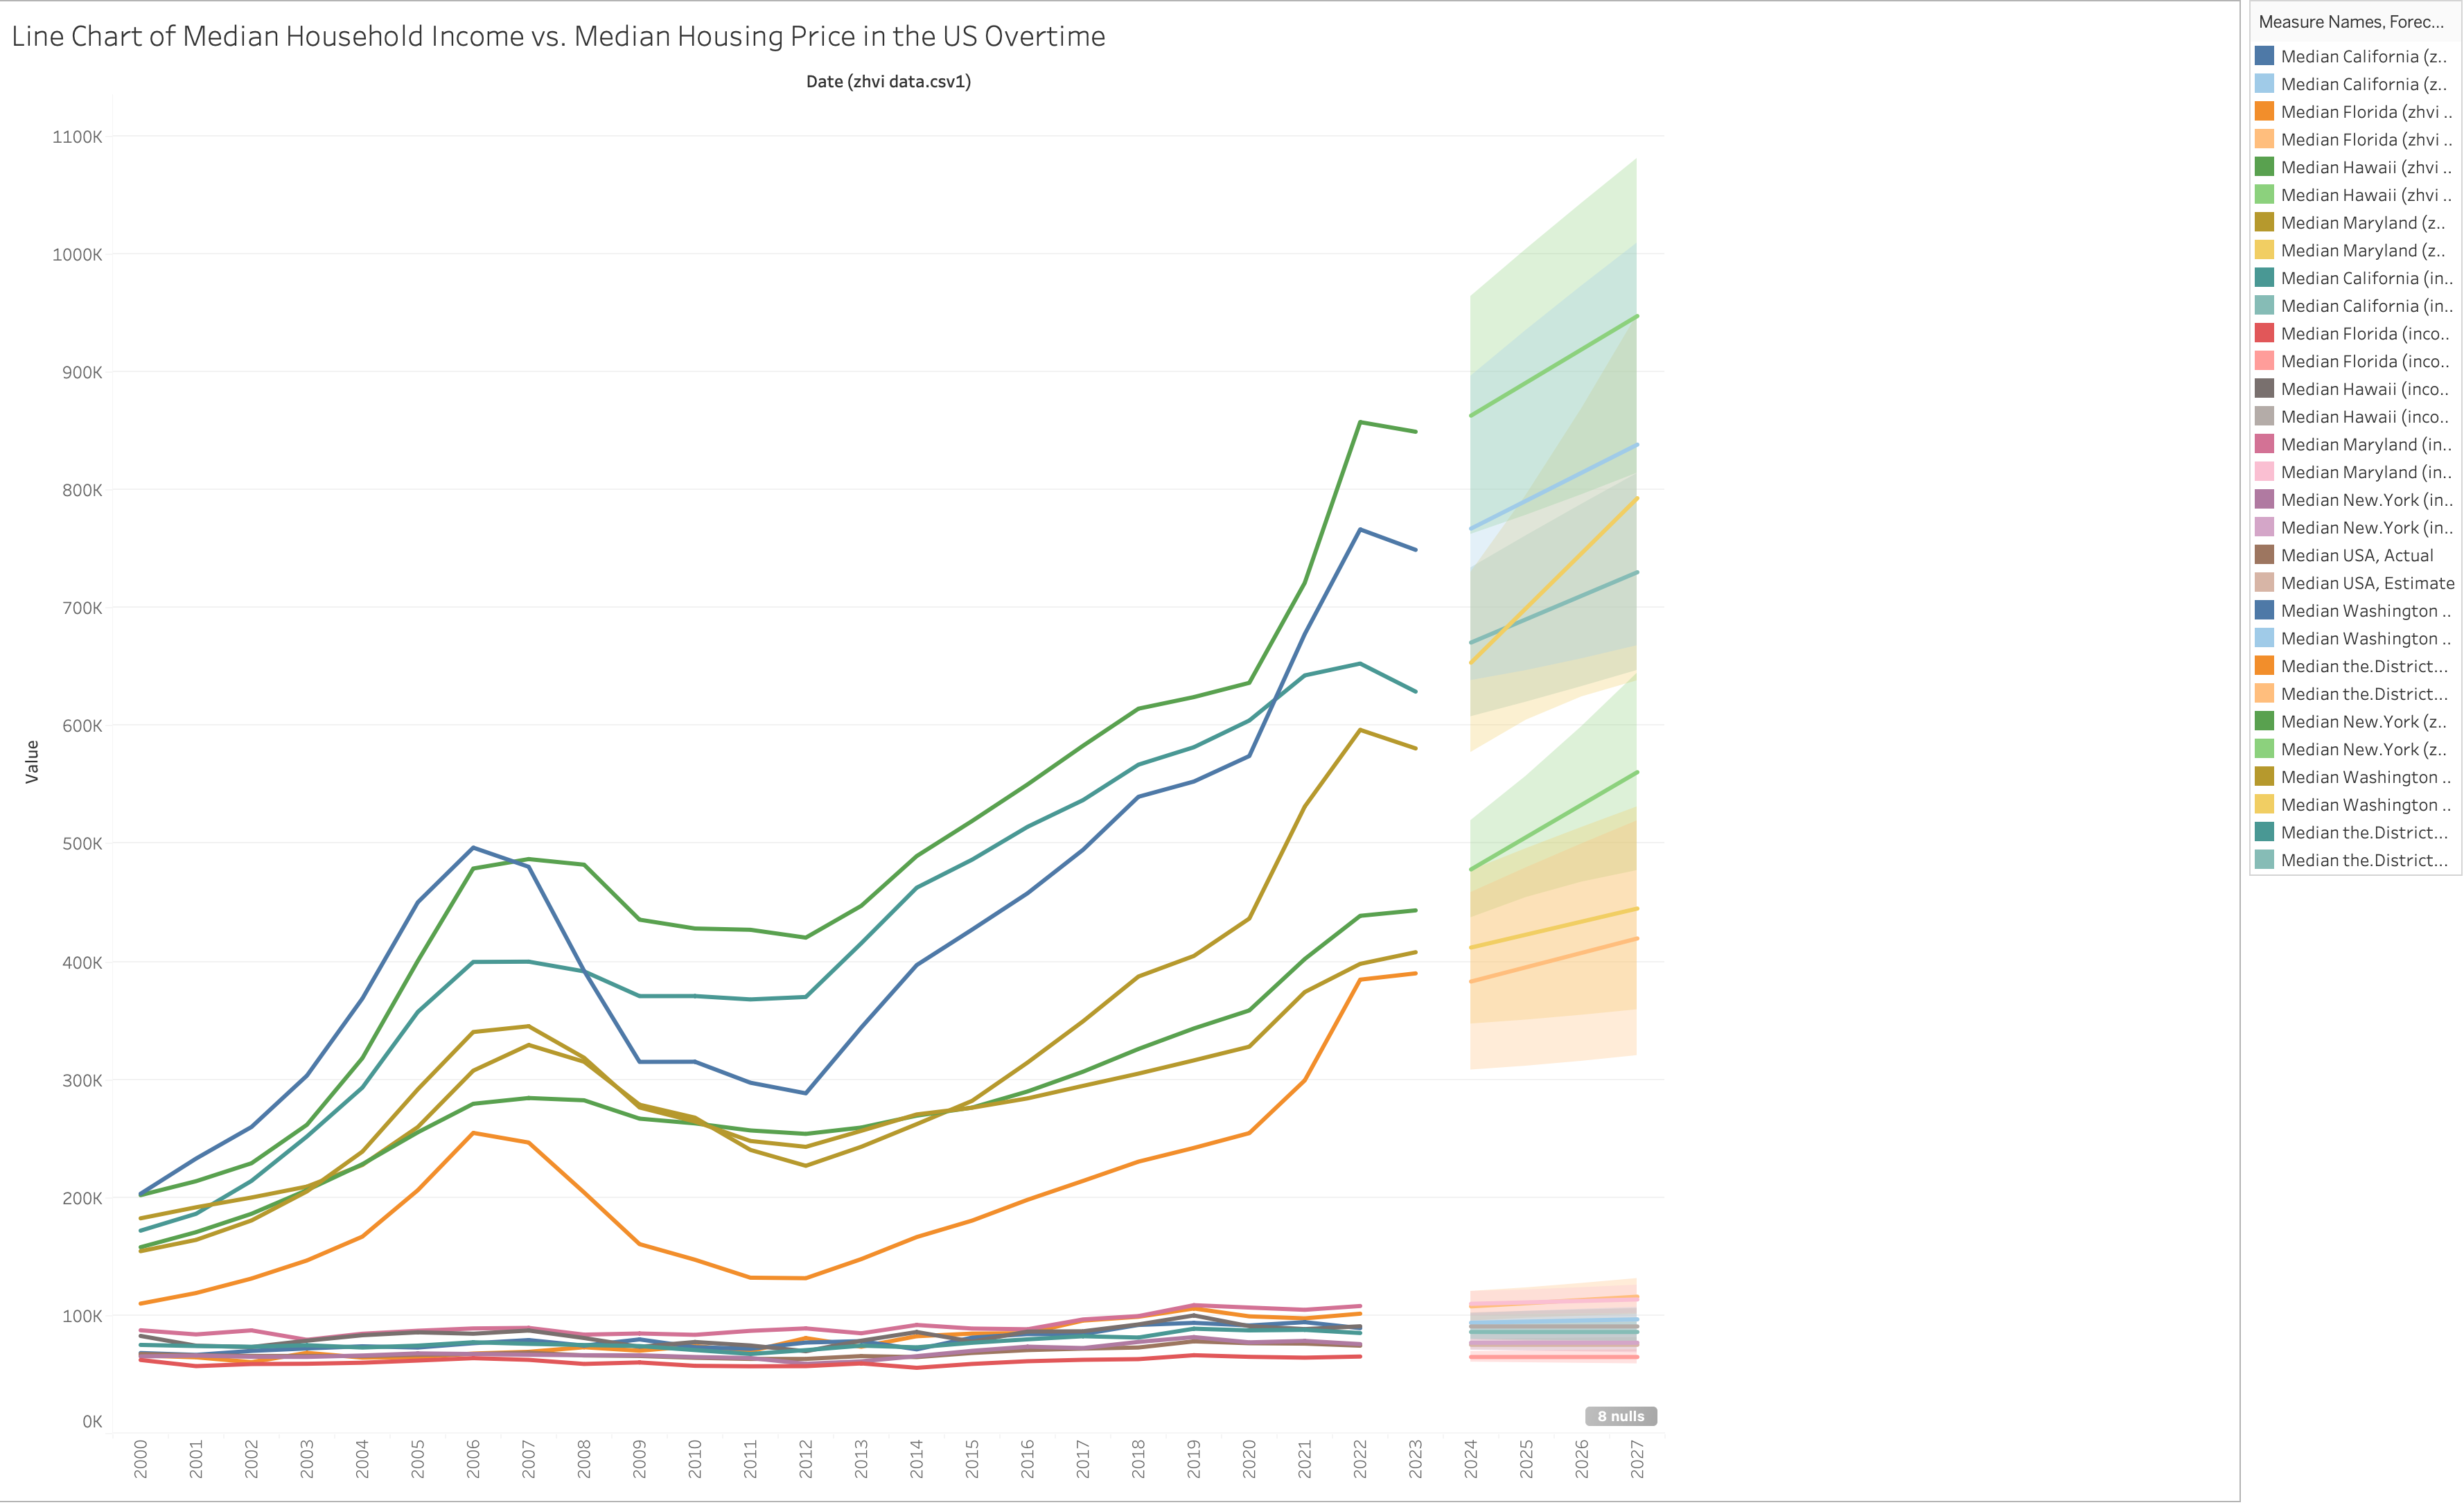 Line Chart of Median Household Income vs. Median Housing Price in the US Overtime
Date (zhvi data.csv1)
1100K
1000K
900K
800K
700K
600K
500K
400K
300K
200K
100K
0K
Value
8 nulls
2000 2001 2002 2003 2004 2005 2006 2007 2008 2009 2010 2011 2012 2013 2014 2015 2016 2017 2018 2019 2020 2021 2022 2023 2024 2025 2026 2027
Measure Names, Forec...
Median California (z..
Median California (z..
Median Florida (zhvi ..
Median Florida (zhvi ..
Median Hawaii (zhvi ..
Median Hawaii (zhvi ..
Median Maryland (z..
Median Maryland (z..
Median California (in..
Median California (in..
Median Florida (inco..
Median Florida (inco..
Median Hawaii (inco..
Median Hawaii (inco..
Median Maryland (in..
Median Maryland (in..
Median New.York (in..
Median New.York (in..
Median USA, Actual
Median USA, Estimate
Median Washington ..
Median Washington ..
Median the.District...
Median the.District...
Median New.York (z..
Median New.York (z..
Median Washington ..
Median Washington ..
Median the.District...
Median the.District...